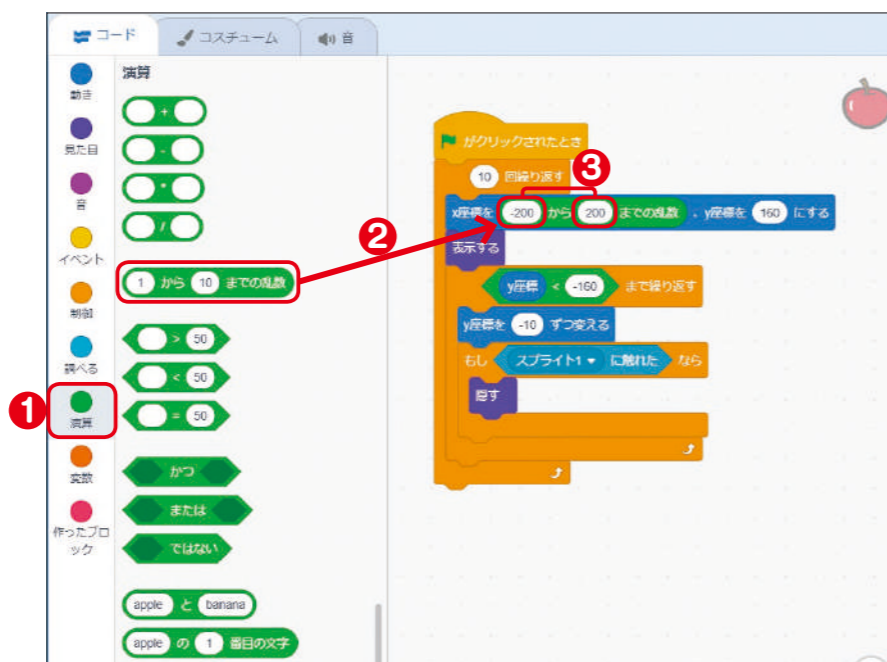 コード
コスチューム
音
動き
見た目
音
イベント
制御
調べる
❶
演算
変数
作ったブロ
ック
演算
+
-
*
/
1 から 10 までの乱数
❷
> 50
< 50
= 50
かつ
または
ではない
apple と banana
apple の 1 番目の文字
がクリックされたとき
10 回繰り返す
❸
x座標を -200 から 200 までの乱数 、y座標を 160 にする
表示する
y座標 < -160 まで繰り返す
y座標を -10 ずつ変える
もし スプライト1 に触れた なら
隠す